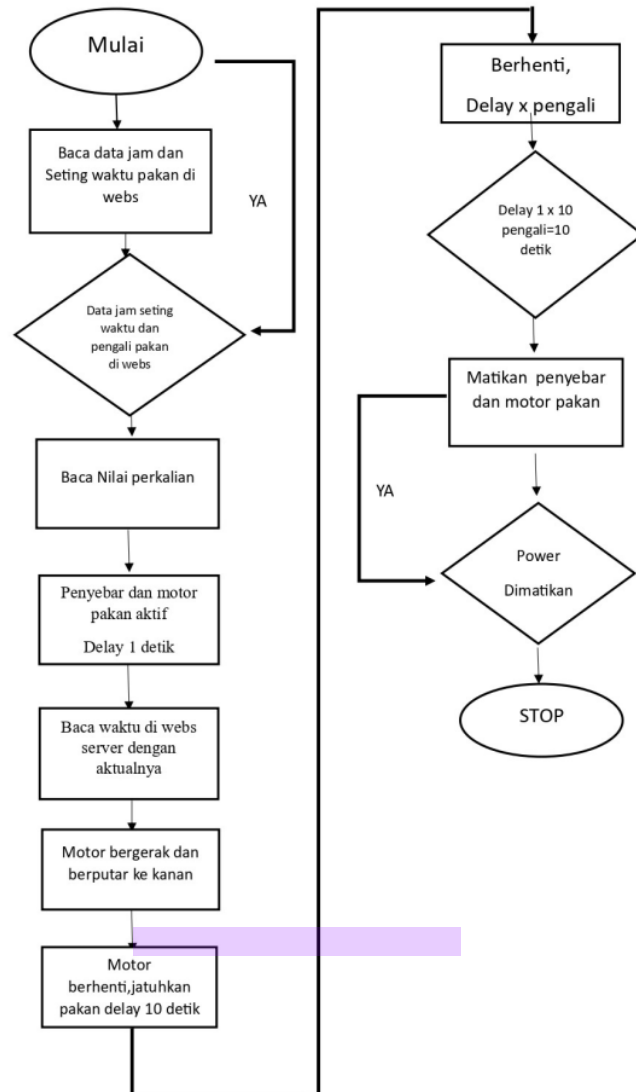 Mulai
Baca data jam dan
Seting waktu pakan di
webs
YA
Data jam seting
waktu dan
pengali pakan
di webs
Baca Nilai perkalian
Penyebar dan motor
pakan aktif
Delay 1 detik
Baca waktu di webs
server dengan
aktualnya
Motor bergerak dan
berputar ke kanan
Motor
berhenti,jatuhkan
pakan delay 10 detik
Berhenti,
Delay x pengali
Delay 1 x 10
pengali=10
detik
Matikan penyebar
dan motor pakan
YA
Power
Dimatikan
STOP